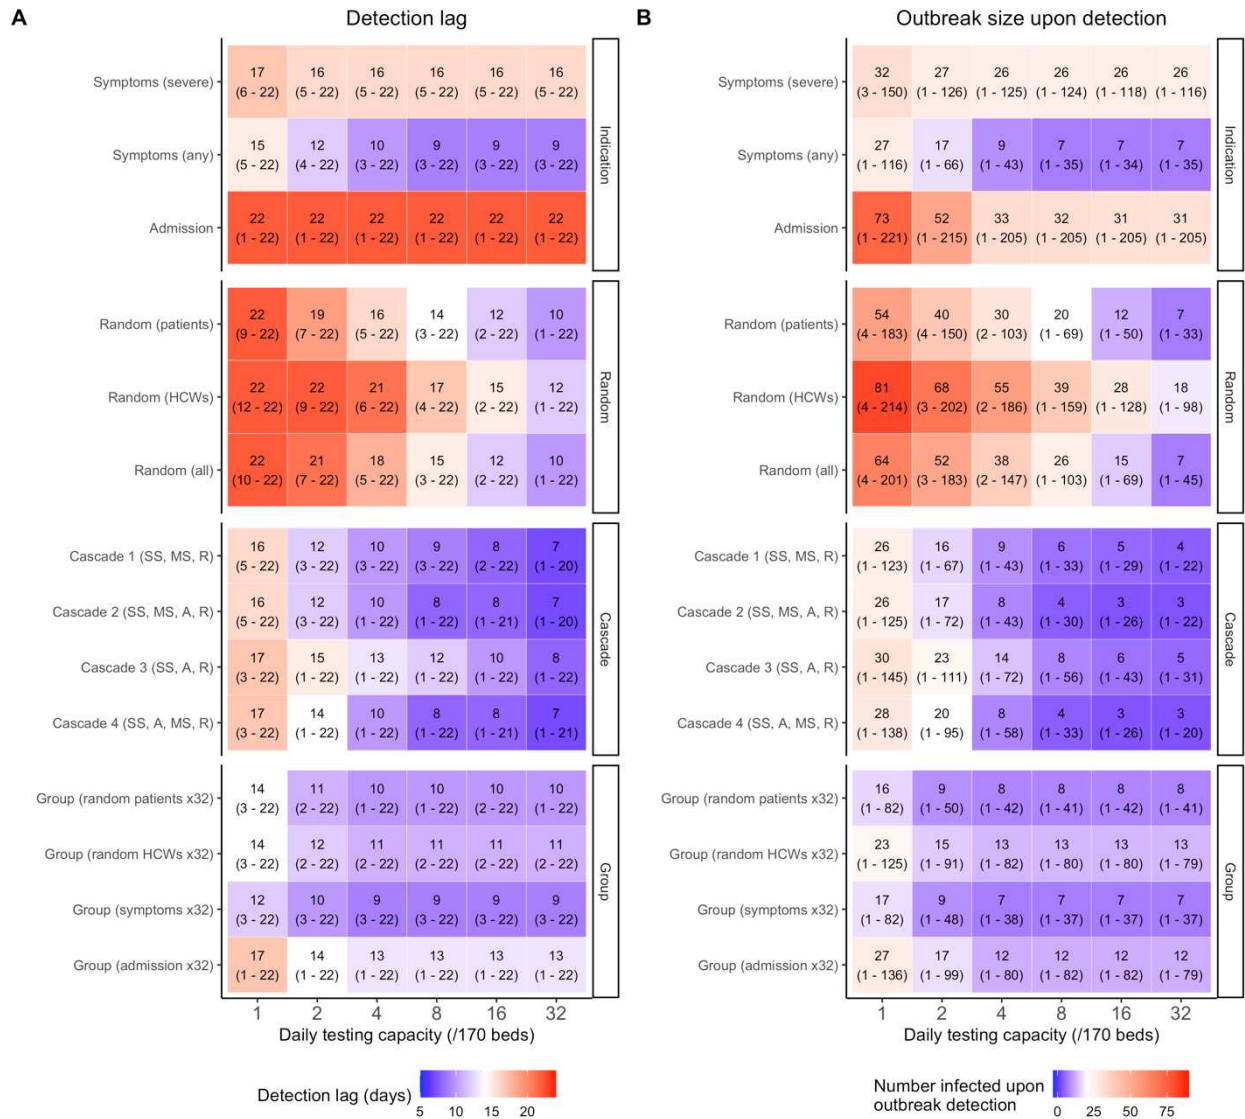 A
Detection lag
Symptoms (severe)
17 16 16 16 16 16
(6 - 22) (5 - 22) (5 - 22) (5 - 22) (5 - 22) (5 - 22)
Symptoms (any)
15 12 10 9 9 9
(5 - 22) (4 - 22) (3 - 22) (3 - 22) (3 - 22) (3 - 22)
Admission
22 22 22 22 22 22
(1 - 22) (1 - 22) (1 - 22) (1 - 22) (1 - 22) (1 - 22)
Indication
Random (patients)
22 19 16 14 12 10
(9 - 22) (7 - 22) (5 - 22) (3 - 22) (2 - 22) (1 - 22)
Random (HCWs)
22 22 21 17 15 12
(12 - 22) (9 - 22) (6 - 22) (4 - 22) (2 - 22) (1 - 22)
Random (all)
22 21 18 15 12 10
(10 - 22) (7 - 22) (5 - 22) (3 - 22) (2 - 22) (1 - 22)
Random
Cascade 1 (SS, MS, R)
16 12 10 9 8 7
(5 - 22) (3 - 22) (3 - 22) (3 - 22) (2 - 22) (1 - 20)
Cascade 2 (SS, MS, A, R)
16 12 10 8 8 7
(5 - 22) (3 - 22) (1 - 22) (1 - 22) (1 - 21) (1 - 20)
Cascade 3 (SS, A, R)
17 15 13 12 10 8
(3 - 22) (1 - 22) (1 - 22) (1 - 22) (1 - 22) (1 - 22)
Cascade 4 (SS, A, MS, R)
17 14 10 8 8 7
(3 - 22) (1 - 22) (1 - 22) (1 - 22) (1 - 21) (1 - 21)
Cascade
Group (random patients x32)
14 11 10 10 10 10
(3 - 22) (2 - 22) (1 - 22) (1 - 22) (1 - 22) (1 - 22)
Group (random HCWs x32)
14 12 11 11 11 11
(3 - 22) (2 - 22) (2 - 22) (2 - 22) (2 - 22) (2 - 22)
Group (symptoms x32)
12 10 9 9 9 9
(3 - 22) (3 - 22) (3 - 22) (3 - 22) (3 - 22) (3 - 22)
Group (admission x32)
17 14 13 13 13 13
(1 - 22) (1 - 22) (1 - 22) (1 - 22) (1 - 22) (1 - 22)
Group
1 2 4 8 16 32
Daily testing capacity (/170 beds)
Detection lag (days)
5 10 15 20
B
Outbreak size upon detection
Symptoms (severe)
32 27 26 26 26 26
(3 - 150) (1 - 126) (1 - 125) (1 - 124) (1 - 118) (1 - 116)
Symptoms (any)
27 17 9 7 7 7
(1 - 116) (1 - 66) (1 - 43) (1 - 35) (1 - 34) (1 - 35)
Admission
73 52 33 32 31 31
(1 - 221) (1 - 215) (1 - 205) (1 - 205) (1 - 205) (1 - 205)
Indication
Random (patients)
54 40 30 20 12 7
(4 - 183) (4 - 150) (2 - 103) (1 - 69) (1 - 50) (1 - 33)
Random (HCWs)
81 68 55 39 28 18
(4 - 214) (3 - 202) (2 - 186) (1 - 159) (1 - 128) (1 - 98)
Random (all)
64 52 38 26 15 7
(4 - 201) (3 - 183) (2 - 147) (1 - 103) (1 - 69) (1 - 45)
Random
Cascade 1 (SS, MS, R)
26 16 9 6 5 4
(1 - 123) (1 - 67) (1 - 43) (1 - 33) (1 - 29) (1 - 22)
Cascade 2 (SS, MS, A, R)
26 17 8 4 3 3
(1 - 125) (1 - 72) (1 - 43) (1 - 30) (1 - 26) (1 - 22)
Cascade 3 (SS, A, R)
30 23 14 8 6 5
(1 - 145) (1 - 111) (1 - 72) (1 - 56) (1 - 43) (1 - 31)
Cascade 4 (SS, A, MS, R)
28 20 8 4 3 3
(1 - 138) (1 - 95) (1 - 58) (1 - 33) (1 - 26) (1 - 20)
Cascade
Group (random patients x32)
16 9 8 8 8 8
(1 - 82) (1 - 50) (1 - 42) (1 - 41) (1 - 42) (1 - 41)
Group (random HCWs x32)
23 15 13 13 13 13
(1 - 125) (1 - 91) (1 - 82) (1 - 80) (1 - 80) (1 - 79)
Group (symptoms x32)
17 9 7 7 7 7
(1 - 82) (1 - 48) (1 - 38) (1 - 37) (1 - 37) (1 - 37)
Group (admission x32)
27 17 12 12 12 12
(1 - 136) (1 - 99) (1 - 80) (1 - 82) (1 - 82) (1 - 79)
Group
1 2 4 8 16 32
Daily testing capacity (/170 beds)
Number infected upon
outbreak detection
0 25 50 75